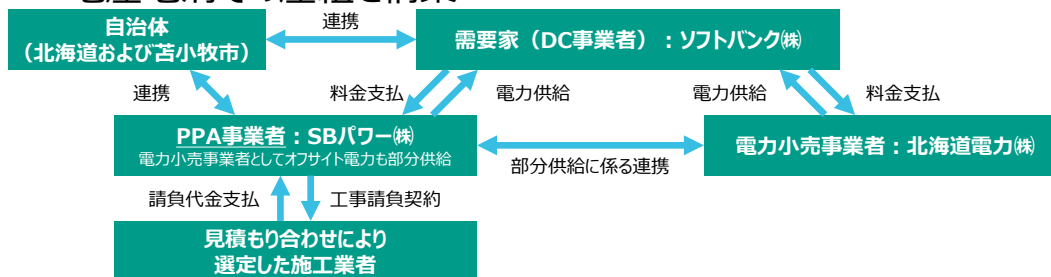 自治体
(北海道および苫小牧市)
連携
需要家(DC事業者):ソフトバンク㈱
連携
料金支払
電力供給
電力供給
料金支払
PPA事業者:SBパワー㈱
電力小売事業者としてオフサイト電力も部分供給
部分供給に係る連携
電力小売事業者:北海道電力㈱
請負代金支払
工事請負契約
見積もり合わせにより
選定した施工業者